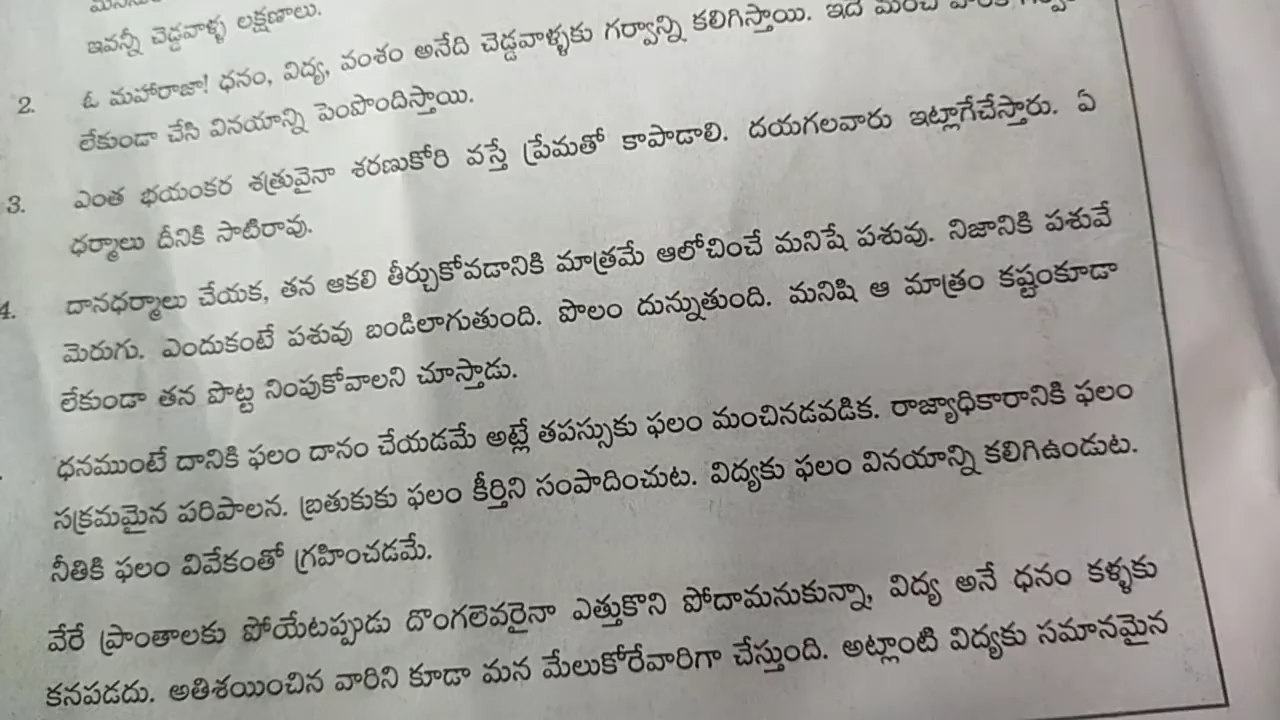 ఇవన్నీ చెడ్డవాళ్ళ లక్షణాలు.
2. ఓ మహారాజా! ధనం, విద్య, వంశం అనేది చెడ్డవాళ్ళకు గర్వాన్ని కలిగిస్తాయి. ఇదే
లేకుండా చేసి వినయాన్ని పెంపొందిస్తాయి.
3. ఎంత భయంకర శత్రువైనా శరణుకోరి వస్తే ప్రేమతో కాపాడాలి. దయగలవారు ఇట్లాగేచేస్తారు. ఏ
ధర్మాలు దీనికి సాటిరావు.
4. దానధర్మాలు చేయక, తన ఆకలి తీర్చుకోవడానికి మాత్రమే ఆలోచించే మనిషే పశువు. నిజానికి పశువే
మెరుగు. ఎందుకంటే పశువు బండిలాగుతుంది. పొలం దున్నుతుంది. మనిషి ఆ మాత్రం కష్టంకూడా
లేకుండా తన పొట్ట నింపుకోవాలని చూస్తాడు.
ధనముంటే దానికి ఫలం దానం చేయడమే అట్లే తపస్సుకు ఫలం మంచినడవడిక. రాజ్యాధికారానికి ఫలం
సక్రమమైన పరిపాలన. బ్రతుకుకు ఫలం కీర్తిని సంపాదించుట. విద్యకు ఫలం వినయాన్ని కలిగిఉండుట.
నీతికి ఫలం వివేకంతో గ్రహించడమే.
వేరే ప్రాంతాలకు పోయేటప్పుడు దొంగలెవరైనా ఎత్తుకొని పోదామనుకున్నా, విద్య అనే ధనం కళ్ళకు
కనపడదు. అతిశయించిన వారిని కూడా మన మేలుకోరేవారిగా చేస్తుంది. అట్లాంటి విద్యకు సమానమైన